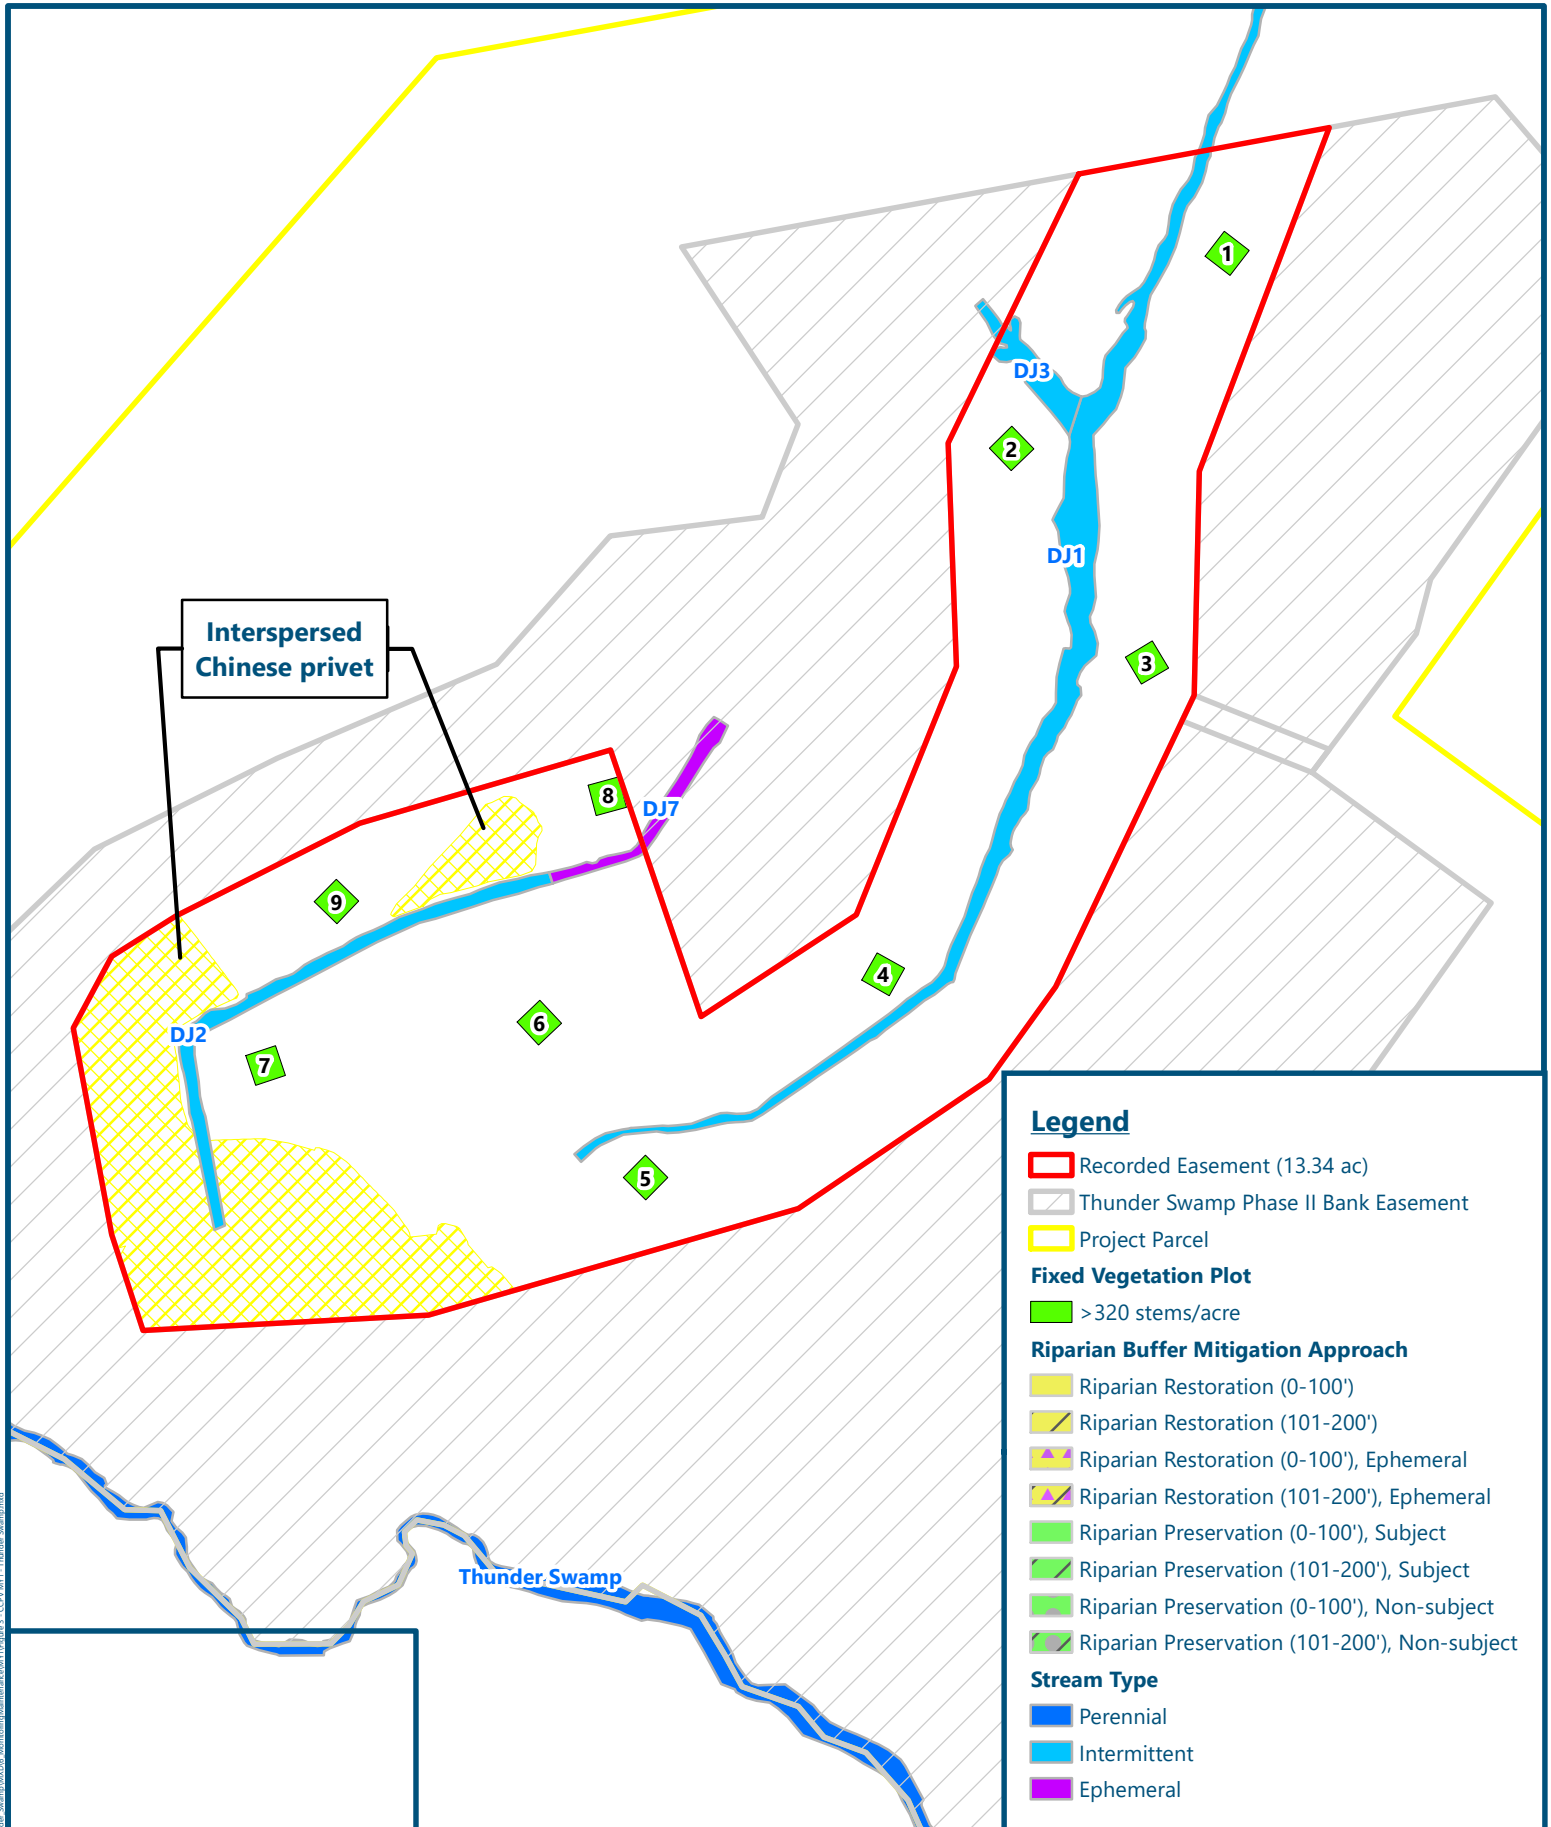 1
DJ3
2
DJ1
Interspersed
Chinese privet
3
8
DJ7
9
4
6
DJ2
7
5
Legend
Recorded Easement (13.34 ac)
Thunder Swamp Phase II Bank Easement
Project Parcel
Fixed Vegetation Plot
>320 stems/acre
Riparian Buffer Mitigation Approach
Riparian Restoration (0-100')
Riparian Restoration (101-200')
Riparian Restoration (0-100'), Ephemeral
Riparian Restoration (101-200'), Ephemeral
Riparian Preservation (0-100'), Subject
Riparian Preservation (101-200'), Subject
Riparian Preservation (0-100'), Non-subject
Riparian Preservation (101-200'), Non-subject
Stream Type
Perennial
Intermittent
Ephemeral
Thunder Swamp